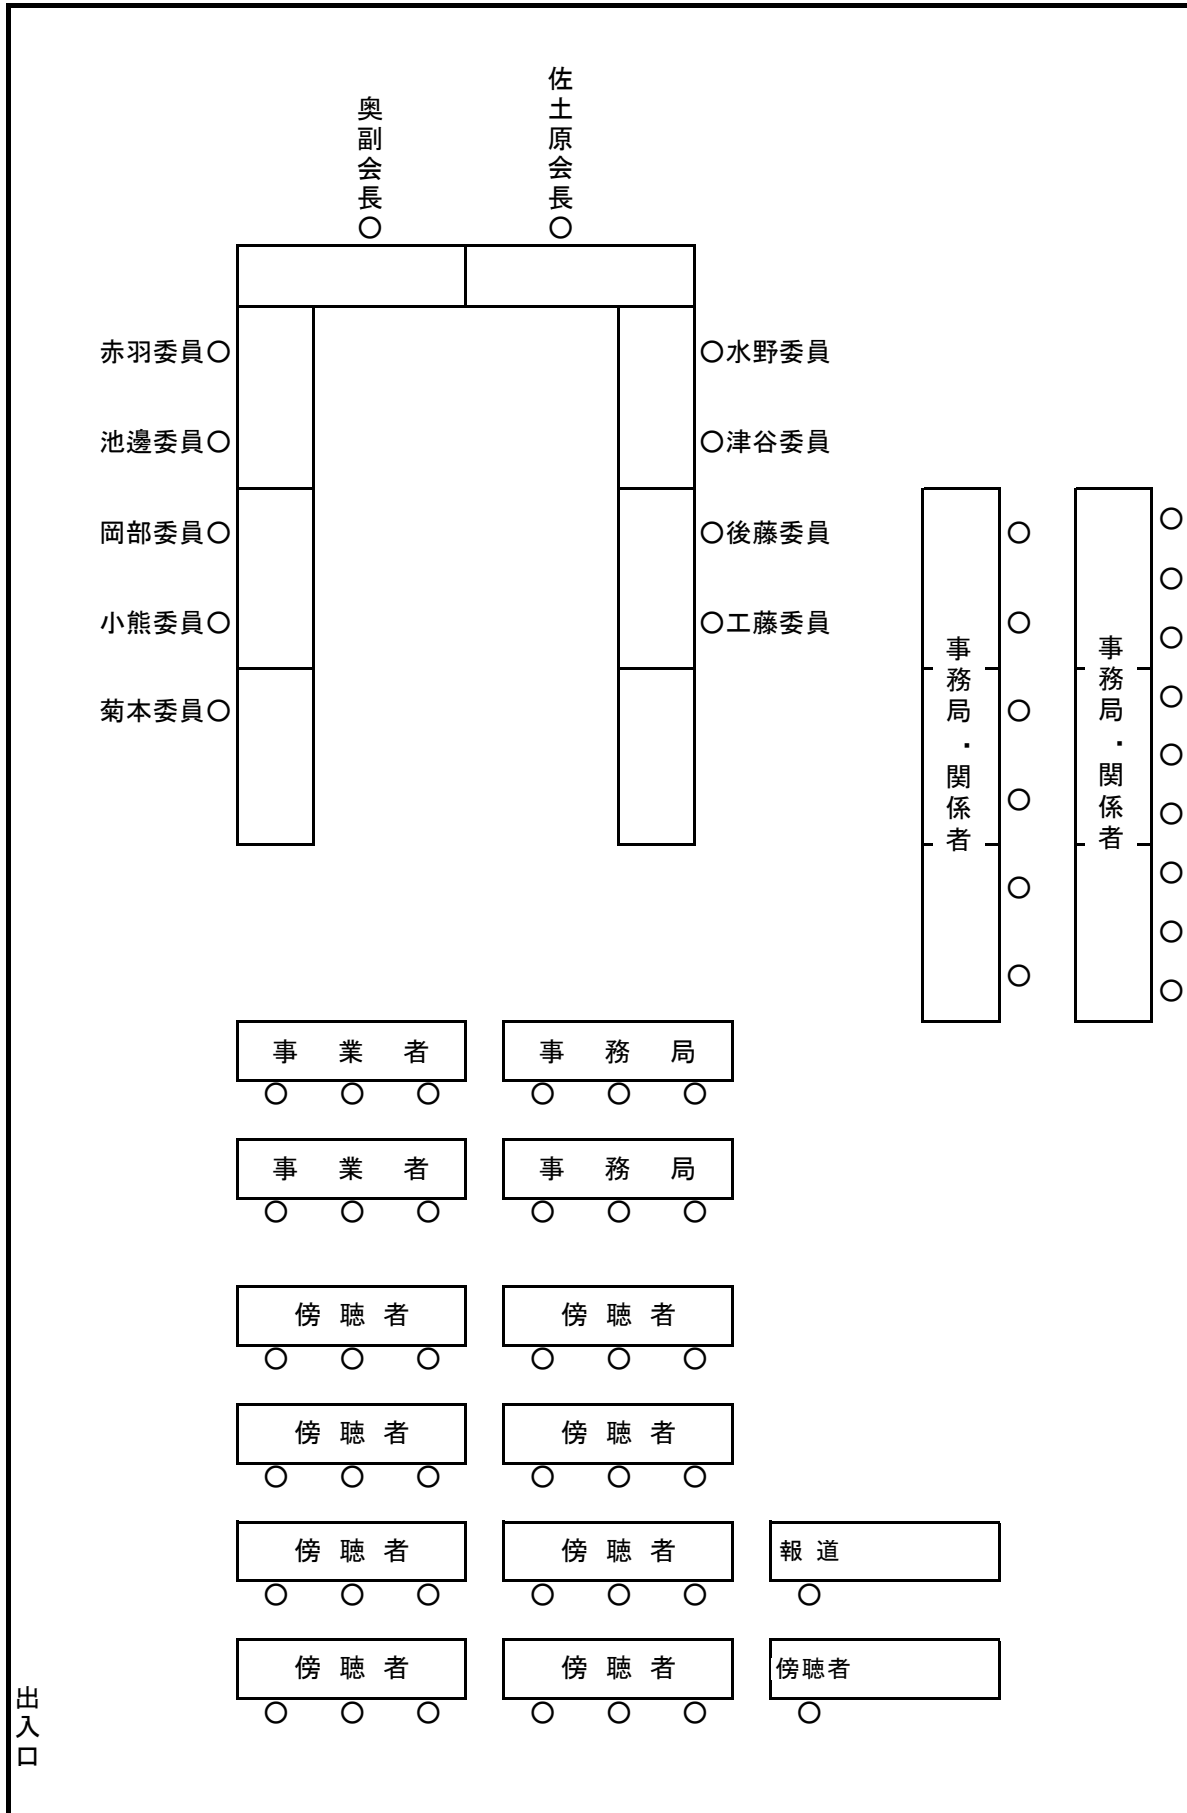 佐土原会長○
奥副会長○
赤羽委員○
○水野委員
池邊委員○
○津谷委員
岡部委員○
○後藤委員
小熊委員○
○工藤委員
菊本委員○
事務局・関係者
事務局・関係者
事業者
事務局
事業者
事務局
傍聴者
傍聴者
傍聴者
傍聴者
傍聴者
傍聴者
報道
傍聴者
傍聴者
傍聴者
出入口